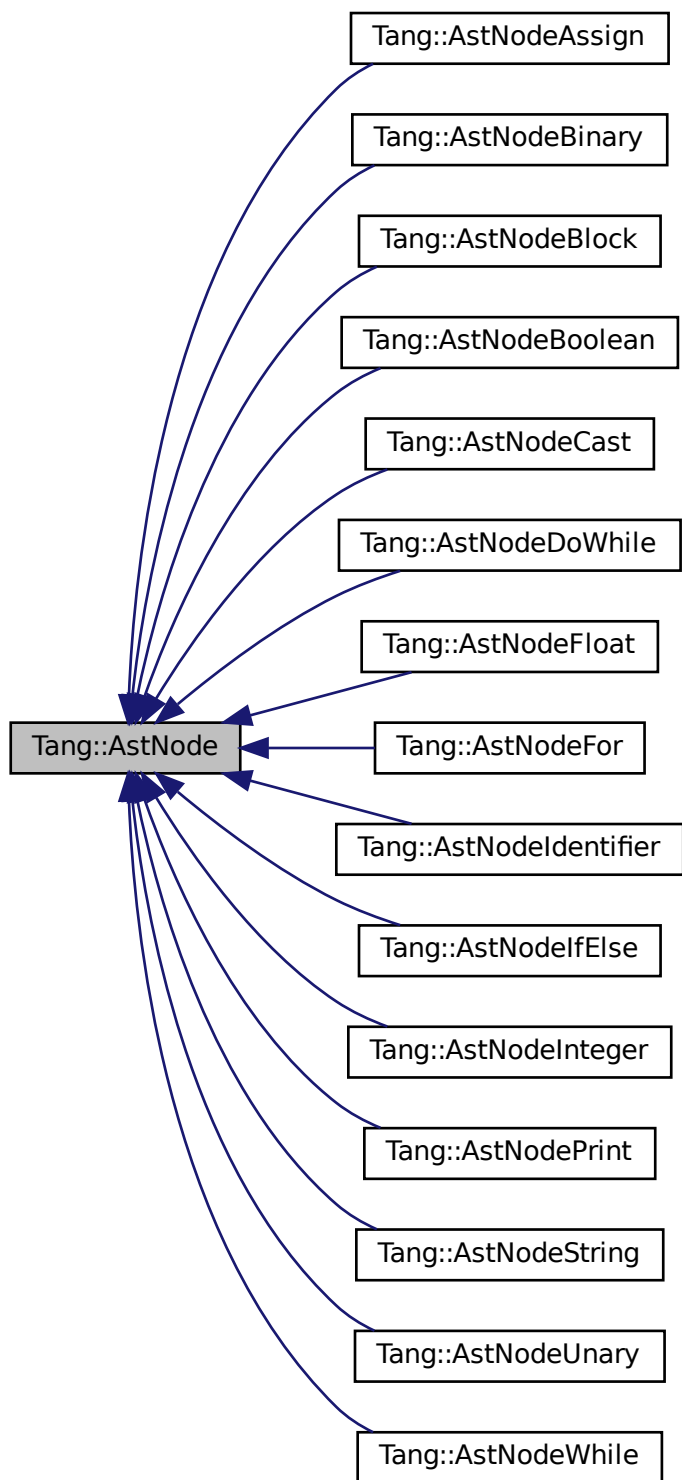 Tang::AstNodeAssign
Tang::AstNodeBinary
Tang::AstNodeBlock
Tang::AstNodeBoolean
Tang::AstNodeCast
Tang::AstNodeDoWhile
Tang::AstNodeFloat
Tang::AstNode
Tang::AstNodeFor
Tang::AstNodeIdentifier
Tang::AstNodeIfElse
Tang::AstNodeInteger
Tang::AstNodePrint
Tang::AstNodeString
Tang::AstNodeUnary
Tang::AstNodeWhile